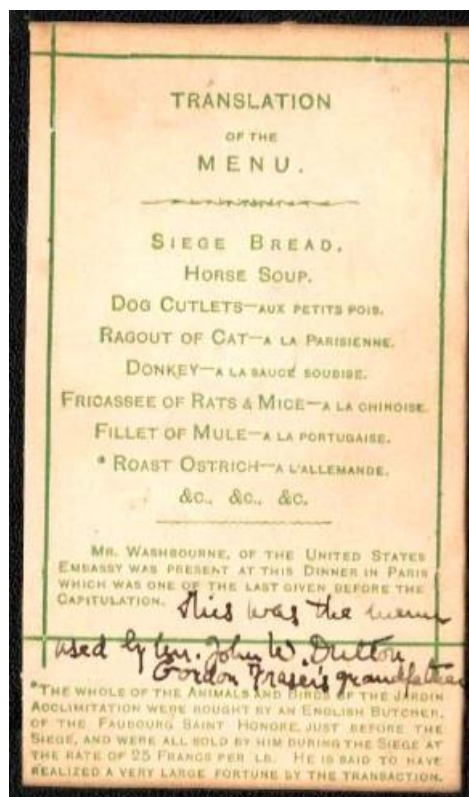 TRANSLATION
OF THE
MENU.
SIEGE BREAD.
HORSE SOUP.
DOG CUTLETS—AUX PETITS POIS.
RAGOUT OF CAT—A LA PARISIENNE.
DONKEY—A LA SAUCE SOUBISE.
FRICASSEE OF RATS & MICE—A LA CHINOISE.
FILLET OF MULE—A LA PORTUGAISE.
* ROAST OSTRICH—A L'ALLEMANDE.
&C., &C., &C.
MR. WASHBOURNE, OF THE UNITED STATES
EMBASSY WAS PRESENT AT THIS DINNER IN PARIS
WHICH WAS ONE OF THE LAST GIVEN BEFORE THE
CAPITULATION. This was the menu
used by John W. Dutton
Gordon Fraser's grandfather
*THE WHOLE OF THE ANIMALS AND BIRDS OF THE JARDIN
ACCLIMITATION WERE BOUGHT BY AN ENGLISH BUTCHER,
OF THE FAUBOURG SAINT HONORE, JUST BEFORE THE
SIEGE, AND WERE ALL SOLD BY HIM DURING THE SIEGE AT
THE RATE OF 25 FRANCS PER LB. HE IS SAID TO HAVE
REALIZED A VERY LARGE FORTUNE BY THE TRANSACTION.